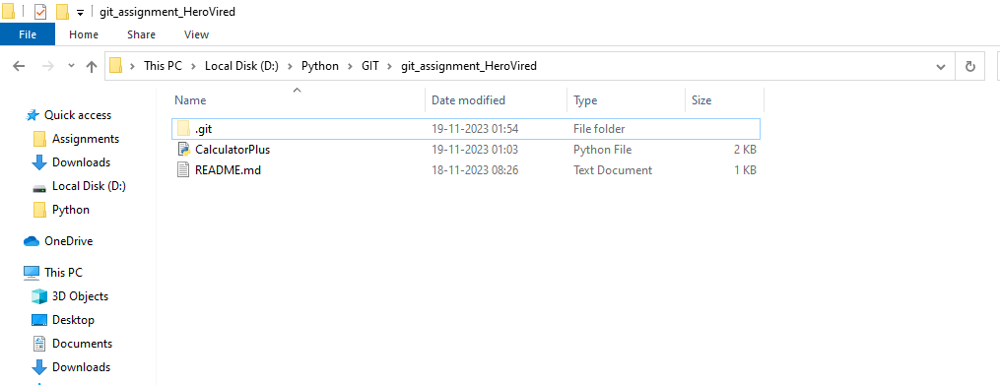 git_assignment_HeroVired
File Home Share View
This PC Local Disk (D:) Python GIT git_assignment_HeroVired
Name Date modified Type Size
Quick access
Assignments
Downloads
Local Disk (D:)
Python
OneDrive
This PC
3D Objects
Desktop
Documents
Downloads
.git 19-11-2023 01:54 File folder
CalculatorPlus 19-11-2023 01:03 Python File 2 KB
README.md 18-11-2023 08:26 Text Document 1 KB